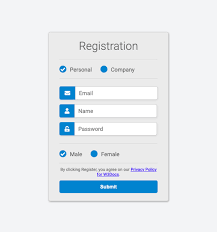 Registration
Personal Company
Email
Name
Password
Male Female
By clicking Register, you agree on our Privacy Policy
for W3Docs.
Submit